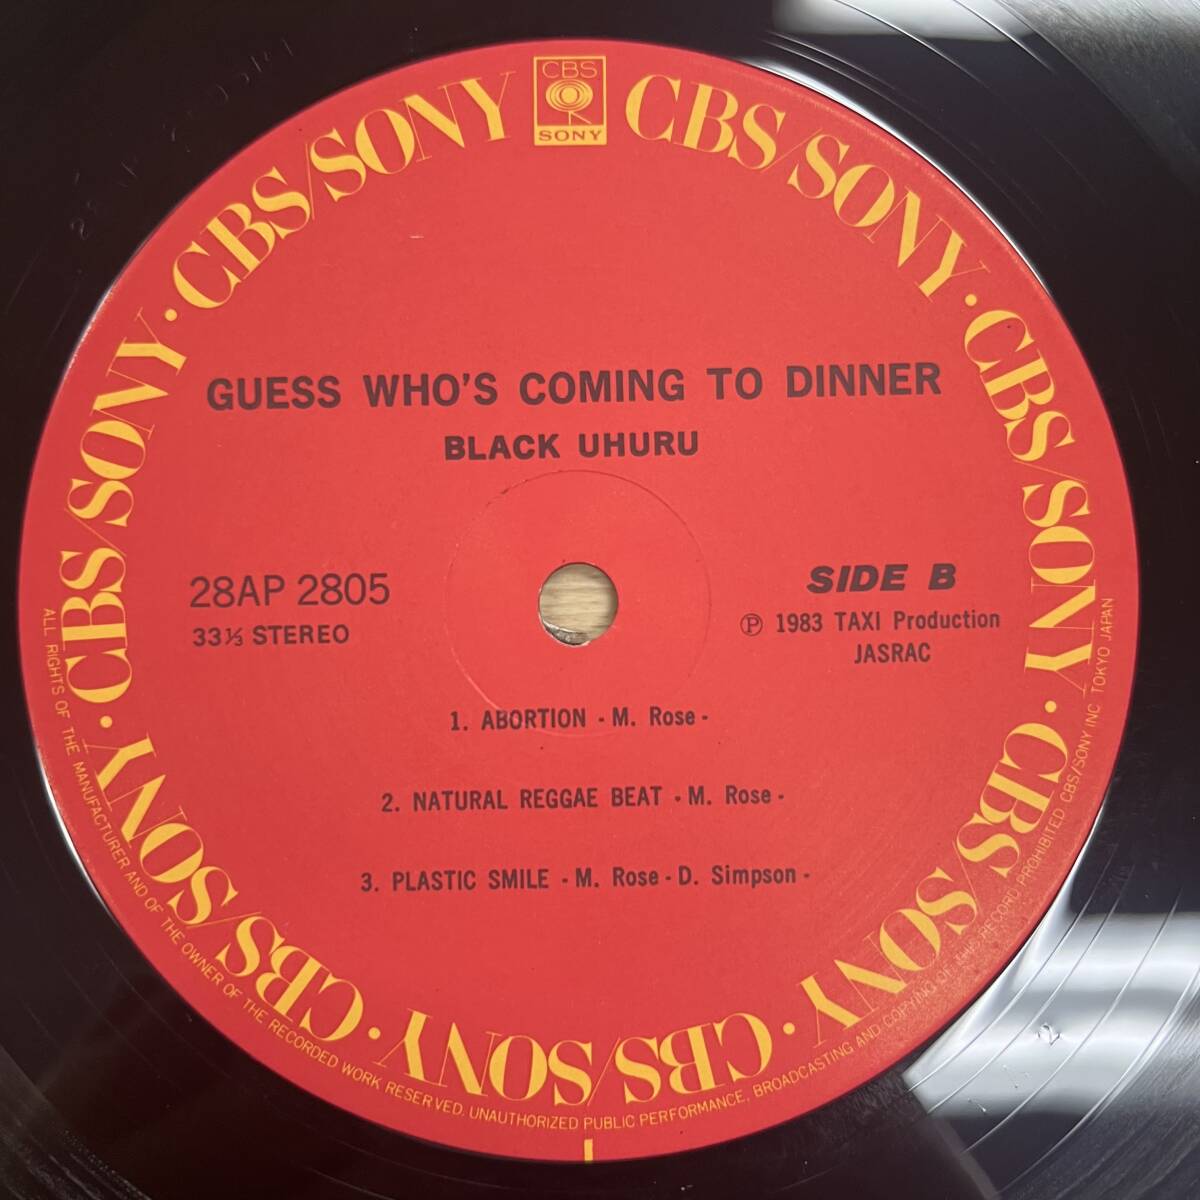 CBS
SONY
CBS/SONY · CBS/SONY · CBS/SONY · CBS/SONY · CBS/SONY · CBS/SONY · CBS/SONY · CBS/SONY
GUESS WHO'S COMING TO DINNER
BLACK UHURU
28AP 2805
33⅓ STEREO
SIDE B
Ⓟ 1983 TAXI Production
JASRAC
1. ABORTION - M. Rose -
2. NATURAL REGGAE BEAT - M. Rose -
3. PLASTIC SMILE - M. Rose - D. Simpson -
ALL RIGHTS OF THE MANUFACTURER AND OF THE OWNER OF THE RECORDED WORK RESERVED. UNAUTHORIZED PUBLIC PERFORMANCE, BROADCASTING AND COPYING OF THIS RECORD PROHIBITED CBS/SONY INC TOKYO JAPAN